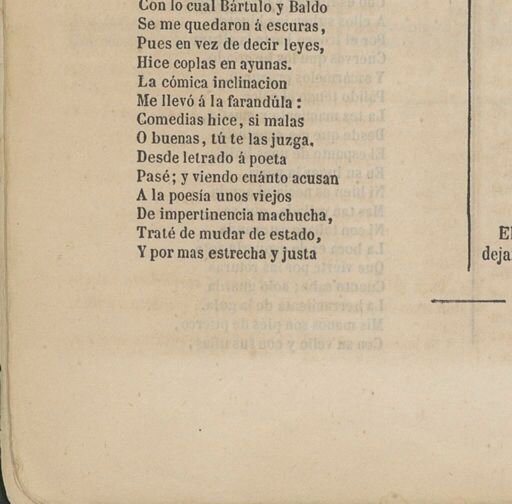 Con lo cual Bártulo y Baldo
Se me quedaron á escuras,
Pues en vez de decir leyes,
Hice coplas en ayunas.
La cómica inclinacion
Me llevó á la farandúla :
Comedias hice, si malas
O buenas, tú te las juzga.
Desde letrado á poeta
Pasé; y viendo cuánto acusan
A la poesía unos viejos
De impertinencia machucha,
Traté de mudar de estado,
Y por mas estrecha y justa
El
deja